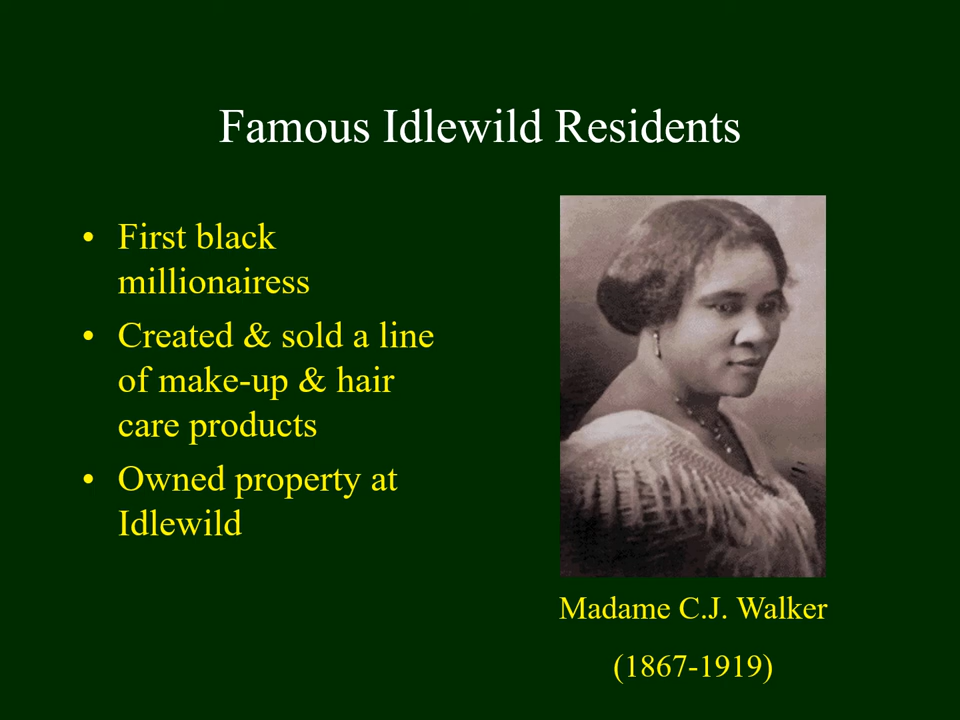 Famous Idlewild Residents
• First black
millionairess
• Created & sold a line
of make-up & hair
care products
• Owned property at
Idlewild
Madame C.J. Walker
(1867-1919)